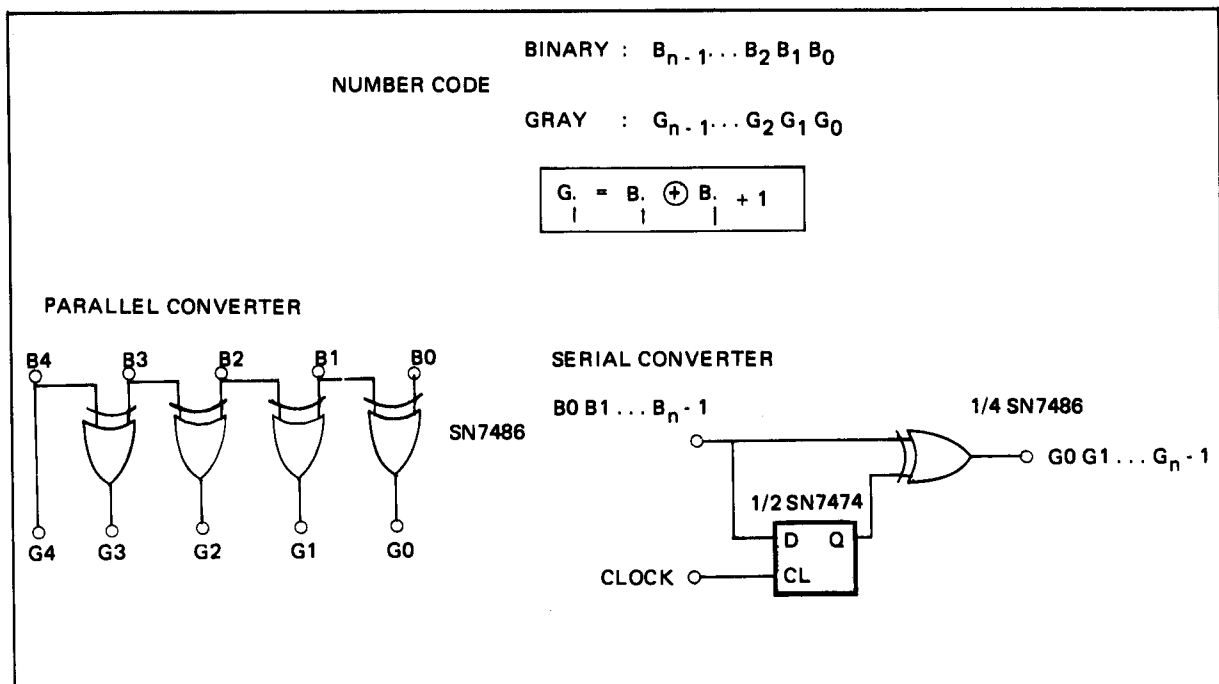 BINARY : Bn-1... B2 B1 B0
NUMBER CODE
GRAY : Gn-1... G2 G1 G0
Gi = Bi ⊕ Bi + 1
PARALLEL CONVERTER
B4 B3 B2 B1 B0
SN7486
G4 G3 G2 G1 G0
SERIAL CONVERTER
B0 B1 ... Bn-1
1/4 SN7486
G0 G1 ... Gn-1
1/2 SN7474
D Q
CLOCK CL